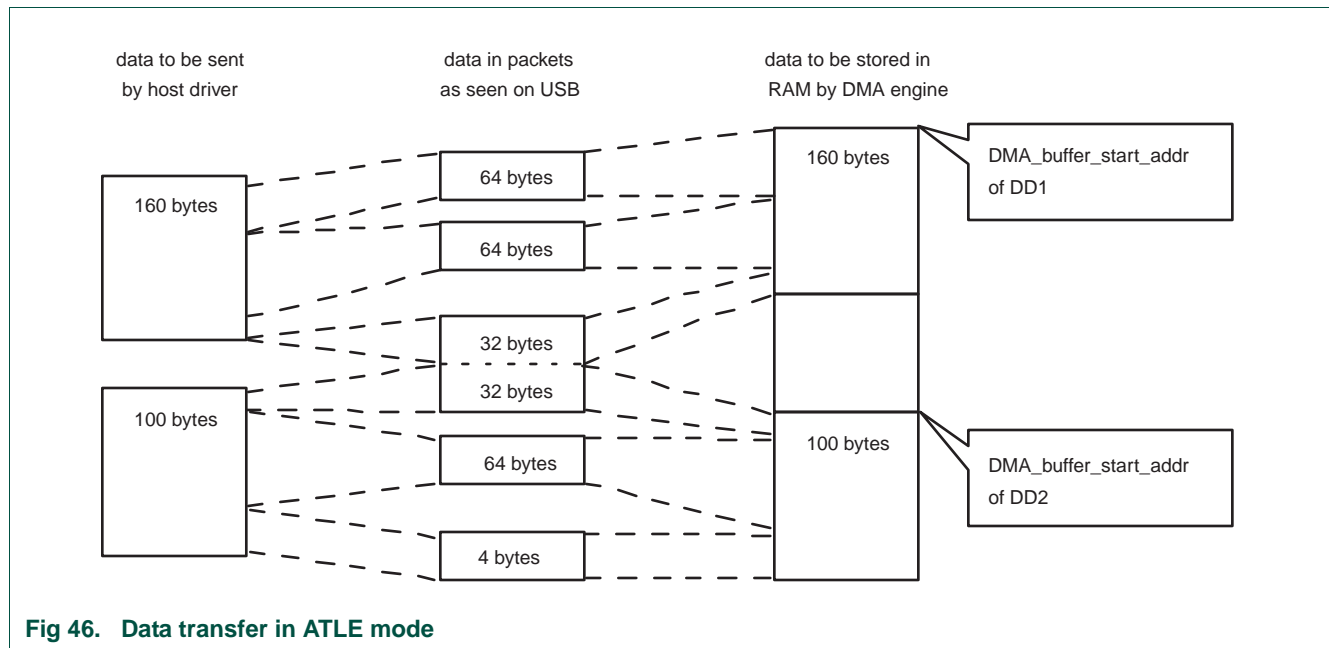 data to be sent
by host driver
data in packets
as seen on USB
data to be stored in
RAM by DMA engine
160 bytes
100 bytes
64 bytes
64 bytes
32 bytes
32 bytes
64 bytes
4 bytes
160 bytes
100 bytes
DMA_buffer_start_addr
of DD1
DMA_buffer_start_addr
of DD2
Fig 46. Data transfer in ATLE mode